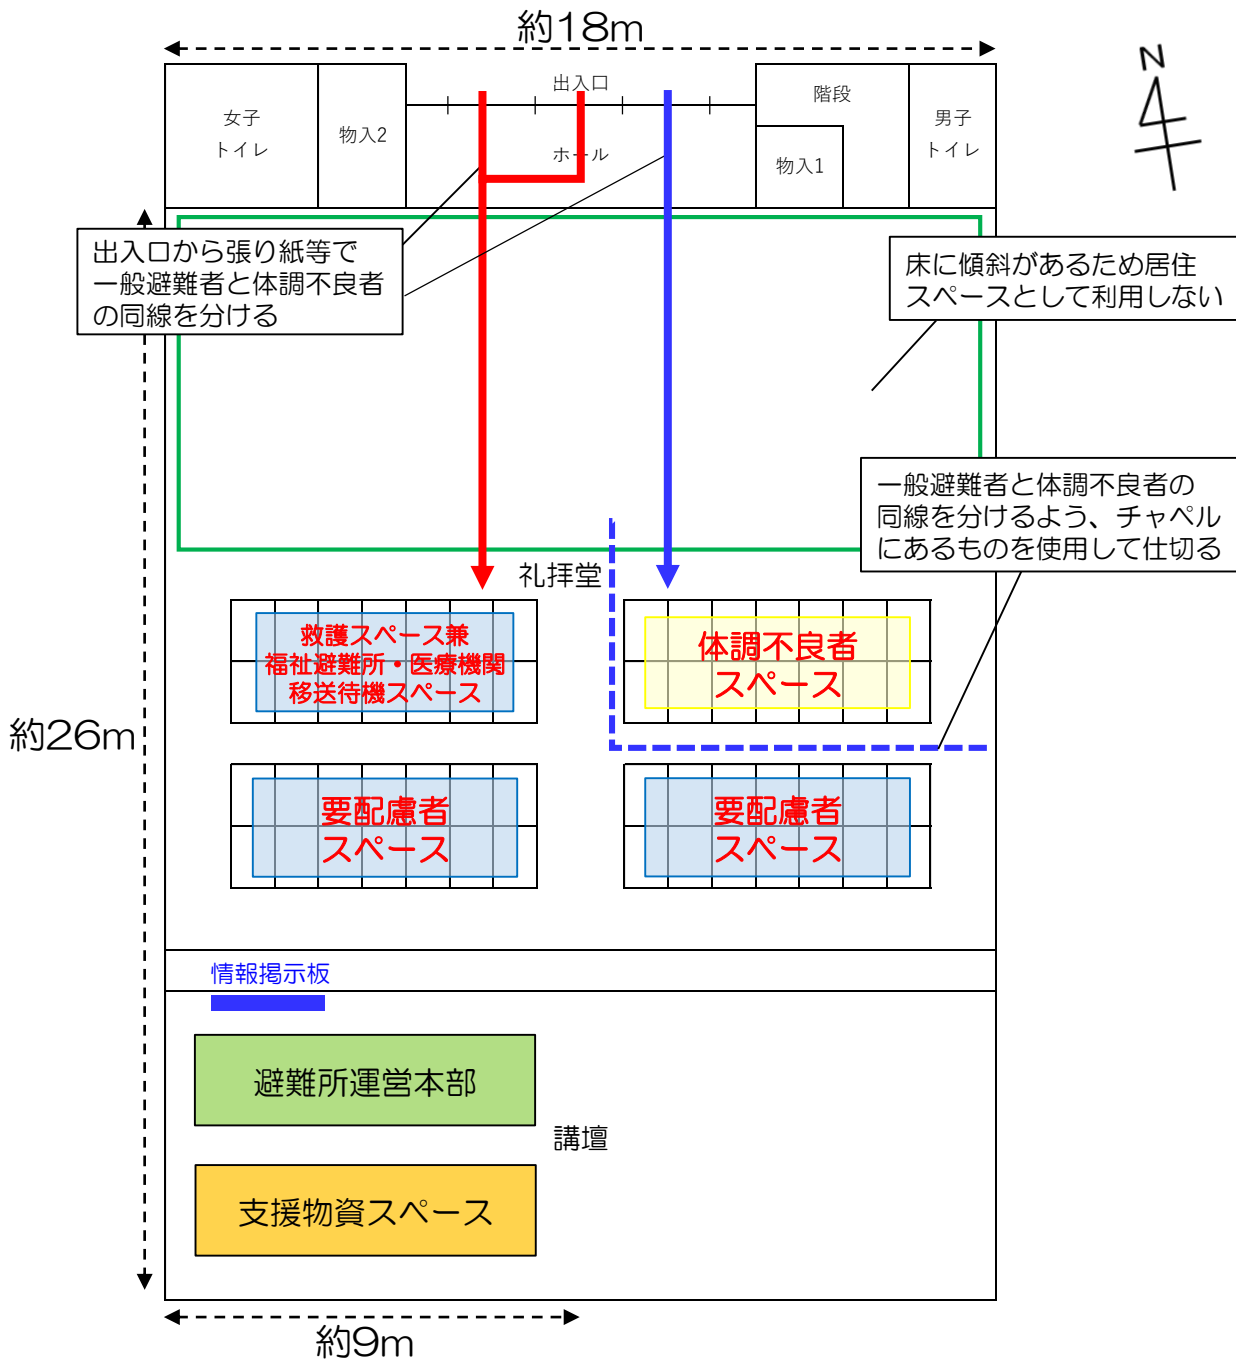 約18m
N
出入口
階段
女子
トイレ
物入2
ホール
物入1
男子
トイレ
出入口から張り紙等で
一般避難者と体調不良者
の同線を分ける
床に傾斜があるため居住
スペースとして利用しない
一般避難者と体調不良者の
同線を分けるよう、チャペル
にあるものを使用して仕切る
礼拝堂
救護スペース兼
福祉避難所・医療機関
移送待機スペース
体調不良者
スペース
約26m
要配慮者
スペース
要配慮者
スペース
情報掲示板
避難所運営本部
講壇
支援物資スペース
約9m